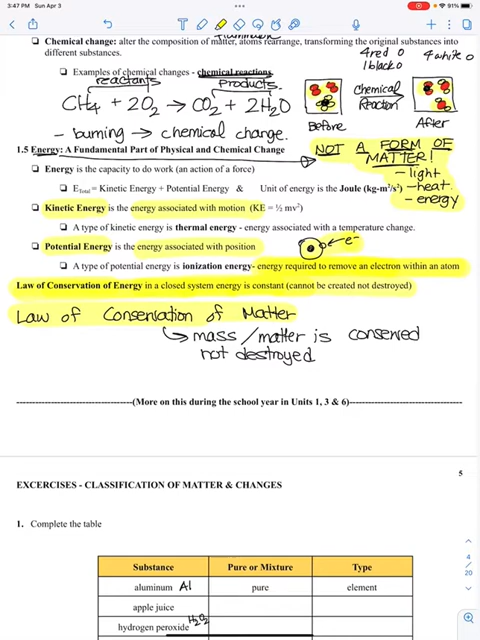 3:47 PM Sun Apr 3
91%
❑ Chemical change: alter the composition of matter, atoms rearrange, transforming the original substances into
different substances.
4 red O
1 black O
4 white O
❑ Examples of chemical changes - chemical reactions
reactants
products
CH4 + 2O2 → CO2 + 2H2O
Chemical
Reaction
Before
After
- burning → chemical change.
1.5 Energy: A Fundamental Part of Physical and Chemical Change
NOT A FORM OF
MATTER!
- light
- heat
- energy
❑ Energy is the capacity to do work (an action of a force)
❑ ETotal = Kinetic Energy + Potential Energy & Unit of energy is the Joule (kg-m²/s²)
❑ Kinetic Energy is the energy associated with motion (KE = ½ mv²)
❑ A type of kinetic energy is thermal energy - energy associated with a temperature change.
❑ Potential Energy is energy associated with position
e-
❑ A type of potential energy is ionization energy- energy required to remove an electron within an atom
Law of Conservation of Energy in a closed system energy is constant (cannot be created not destroyed)
Law of Conservation of Matter
↳ mass/matter is conserved
not destroyed
(More on this during the school year in Units 1, 3 & 6)
5
EXCERCISES - CLASSIFICATION OF MATTER & CHANGES
1. Complete the table
Substance Pure or Mixture Type
aluminum Al pure element
apple juice
hydrogen peroxide H2O2
4
20